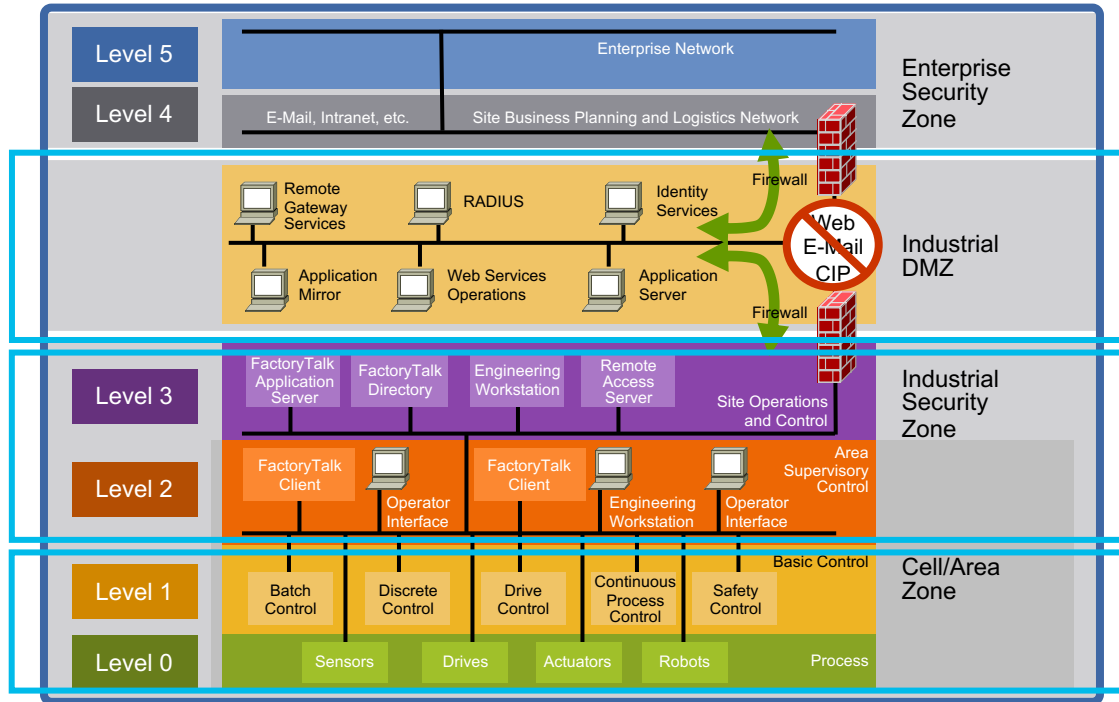 Level 5
Enterprise Network
Enterprise
Security
Zone
Level 4
E-Mail, Intranet, etc.
Site Business Planning and Logistics Network
Remote
Gateway
Services
RADIUS
Identity
Services
Firewall
Web
E-Mail
CIP
Industrial
DMZ
Application
Mirror
Web Services
Operations
Application
Server
Firewall
Level 3
FactoryTalk
Application
Server
FactoryTalk
Directory
Engineering
Workstation
Remote
Access
Server
Site Operations
and Control
Industrial
Security
Zone
Level 2
FactoryTalk
Client
Operator
Interface
FactoryTalk
Client
Engineering
Workstation
Operator
Interface
Area
Supervisory
Control
Level 1
Basic Control
Batch
Control
Discrete
Control
Drive
Control
Continuous
Process
Control
Safety
Control
Cell/Area
Zone
Level 0
Sensors
Drives
Actuators
Robots
Process